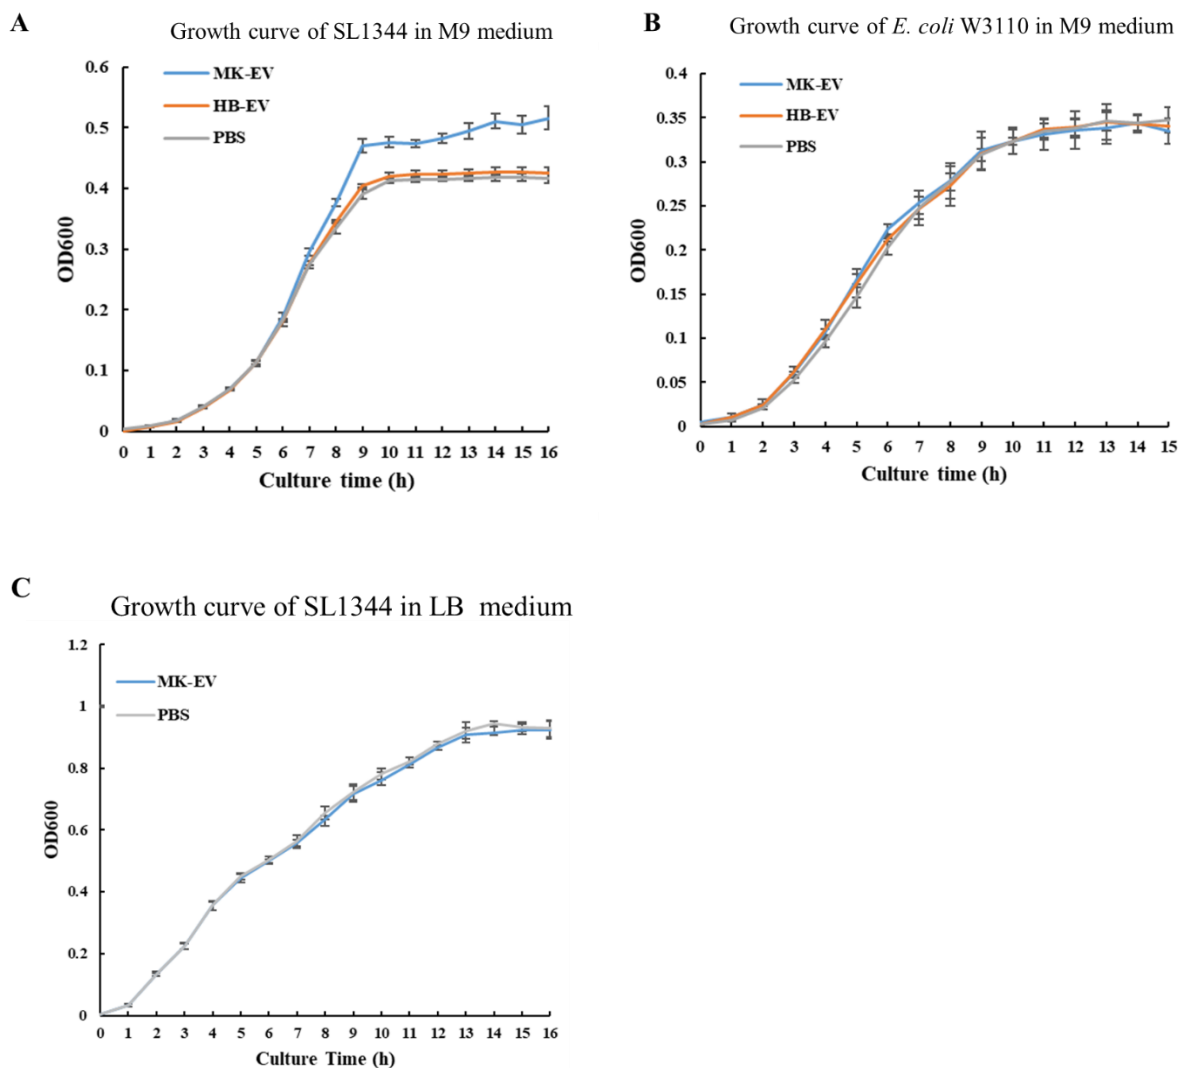 A
Growth curve of SL1344 in M9 medium
0.6
0.5
0.4
0.3
0.2
0.1
0
MK-EV
HB-EV
PBS
OD600
0 1 2 3 4 5 6 7 8 9 10 11 12 13 14 15 16
Culture time (h)
B
Growth curve of E. coli W3110 in M9 medium
0.4
0.35
0.3
0.25
0.2
0.15
0.1
0.05
0
MK-EV
HB-EV
PBS
OD600
0 1 2 3 4 5 6 7 8 9 10 11 12 13 14 15
Culture time (h)
C
Growth curve of SL1344 in LB medium
1.2
1
0.8
0.6
0.4
0.2
0
MK-EV
PBS
OD600
0 1 2 3 4 5 6 7 8 9 10 11 12 13 14 15 16
Culture Time (h)